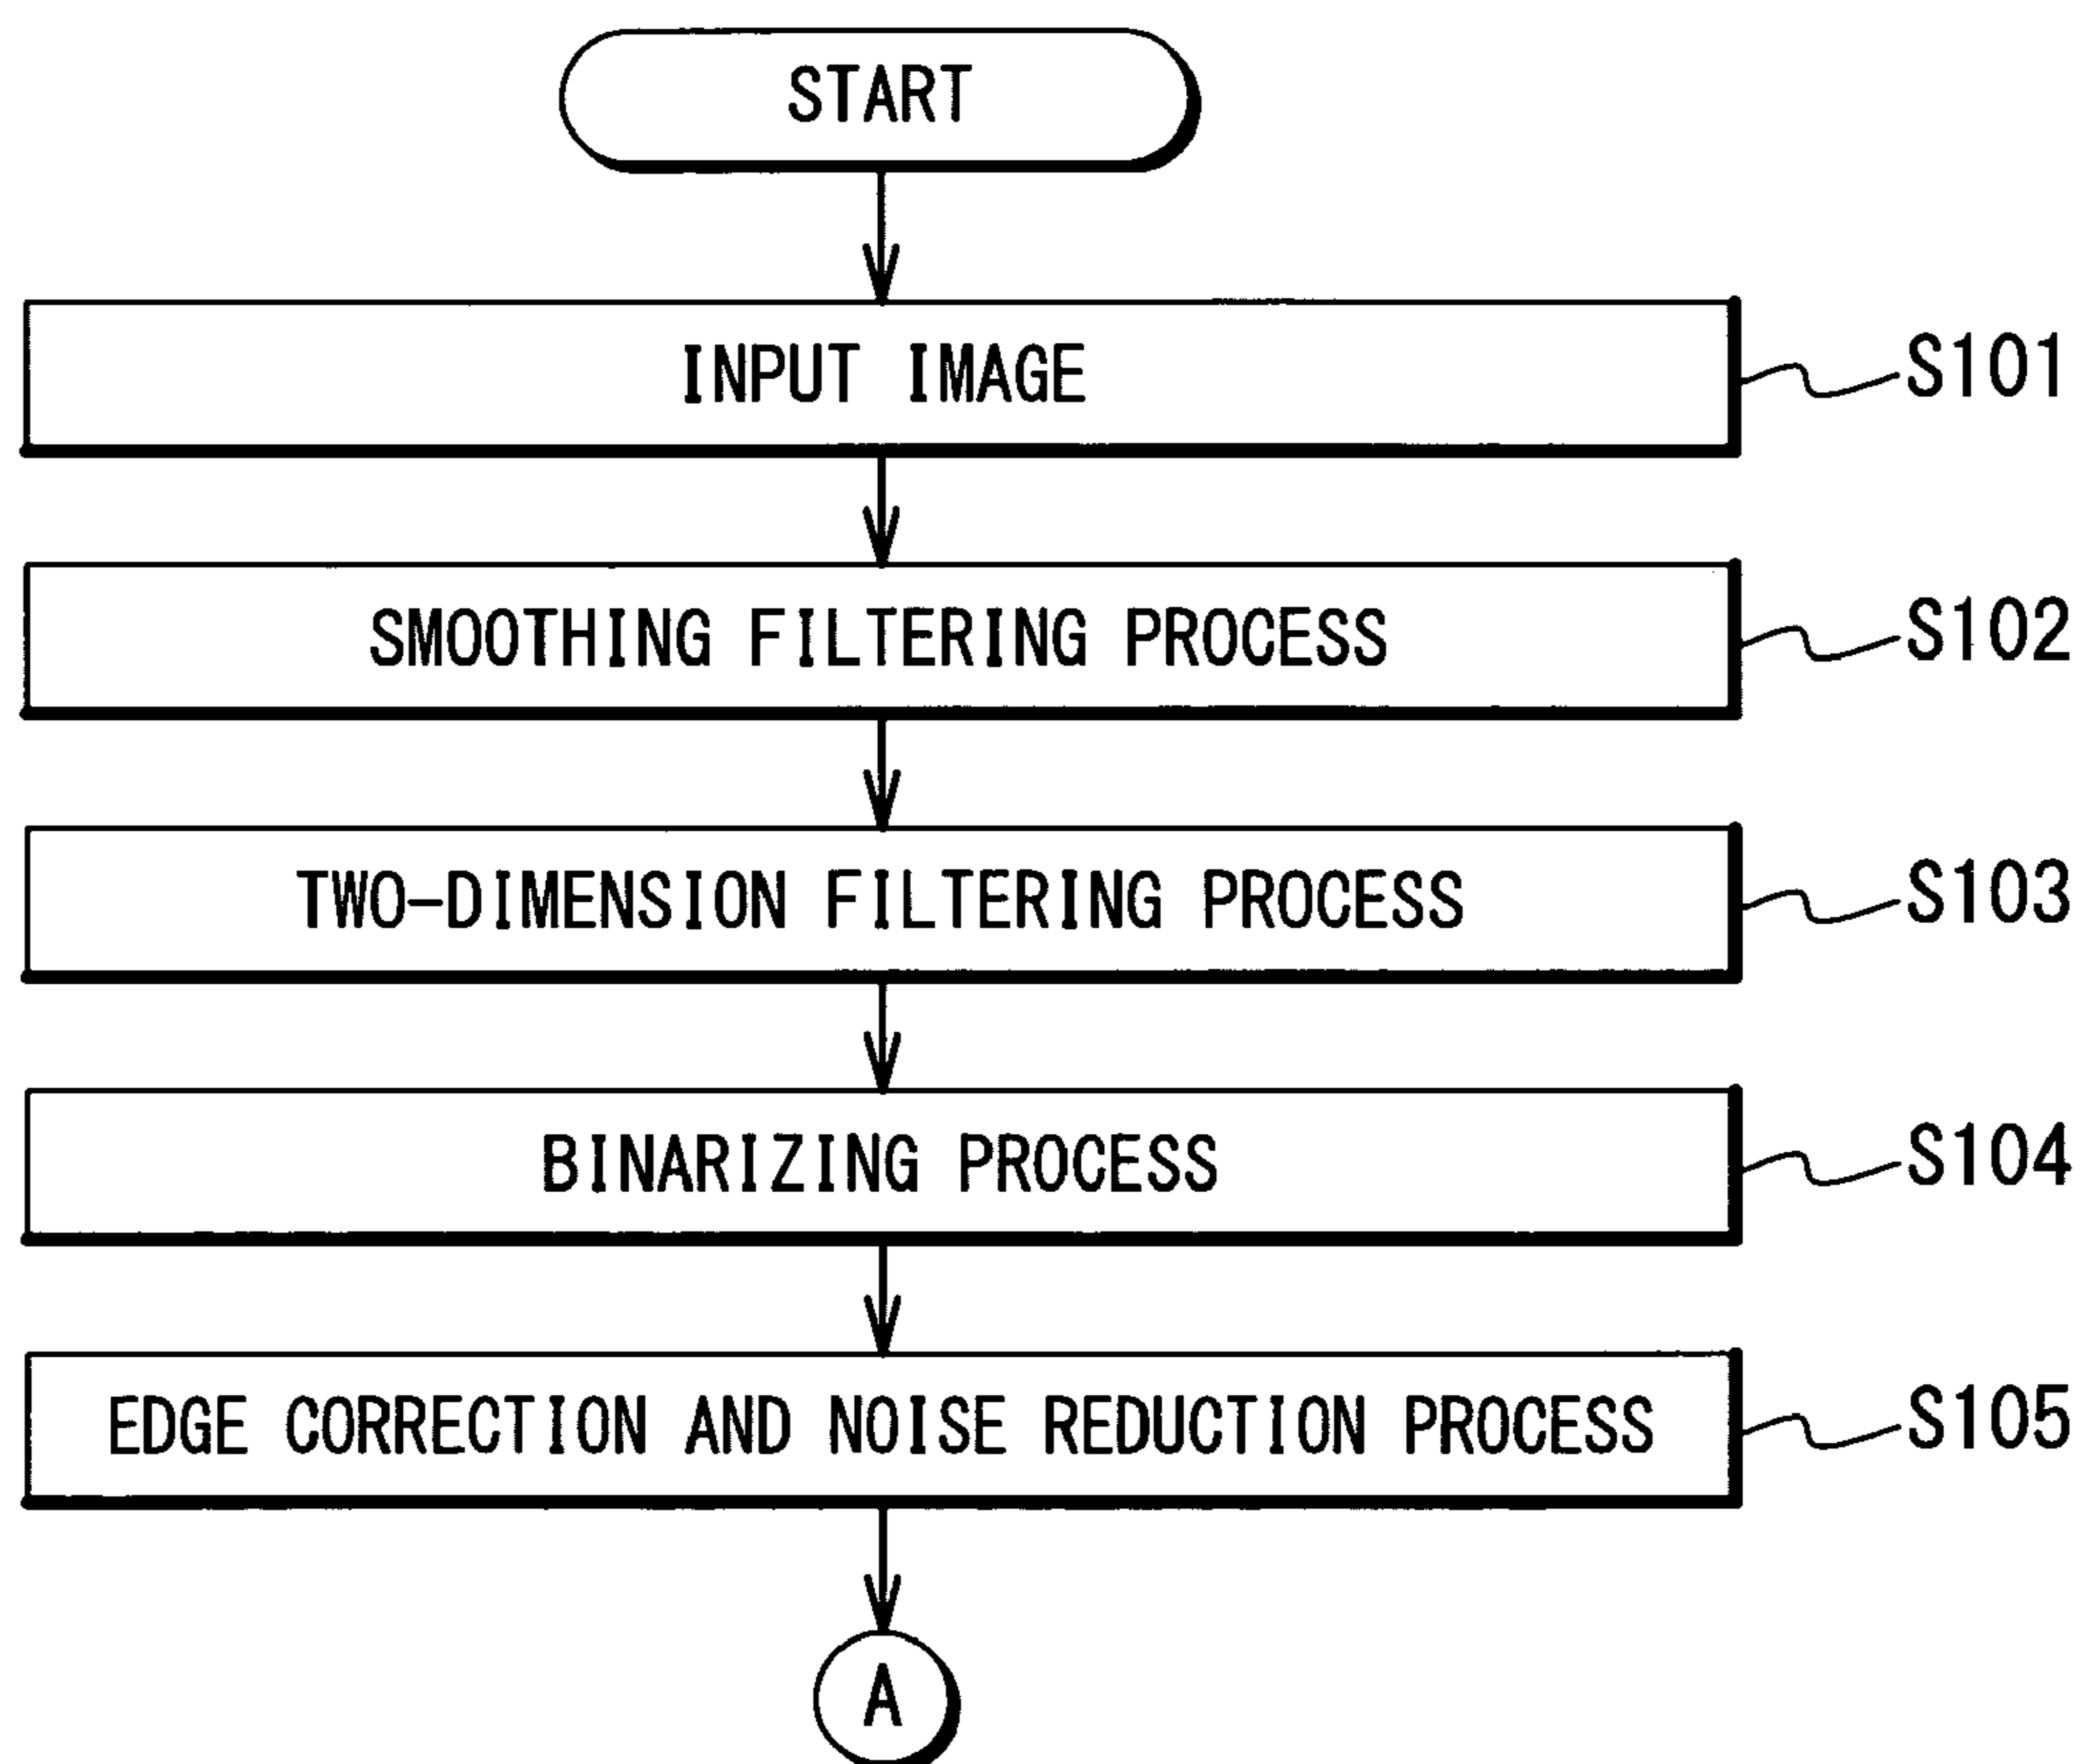 START
INPUT IMAGE
S101
SMOOTHING FILTERING PROCESS
S102
TWO-DIMENSION FILTERING PROCESS
S103
BINARIZING PROCESS
S104
EDGE CORRECTION AND NOISE REDUCTION PROCESS
S105
A